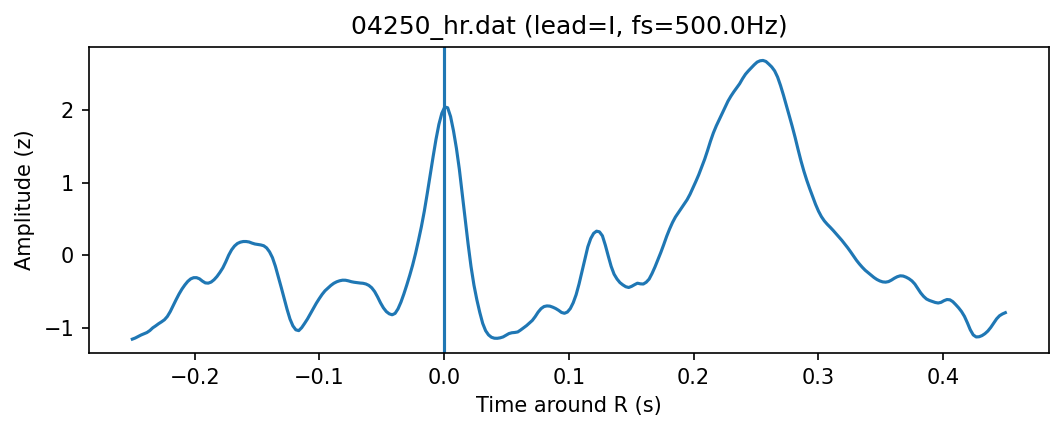 04250_hr.dat (lead=I, fs=500.0Hz)
Amplitude (z)
2
1
0
−1
−0.2 −0.1 0.0 0.1 0.2 0.3 0.4
Time around R (s)